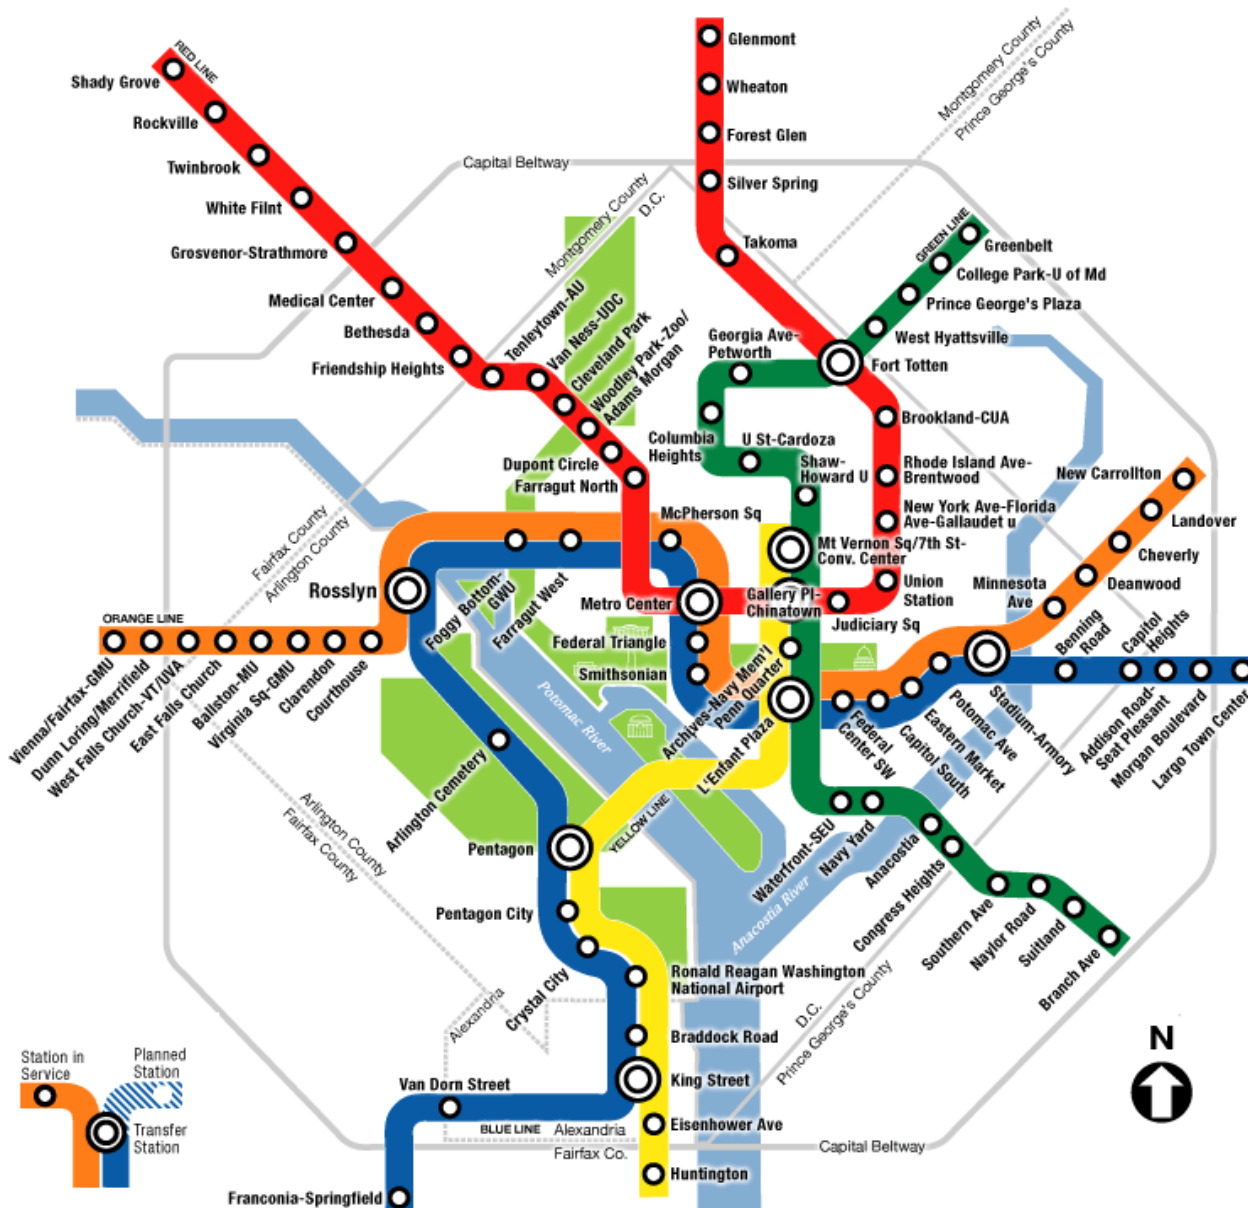 Glenmont
Wheaton
Forest Glen
Silver Spring
Takoma
Montgomery County
Prince George's County
RED LINE
Shady Grove
Rockville
Twinbrook
White Filnt
Grosvenor-Strathmore
Medical Center
Bethesda
Friendship Heights
Capital Beltway
Montgomery County
D.C.
Tenleytown-AU
Van Ness-UDC
Cleveland Park
Woodley Park-Zoo/
Adams Morgan
Dupont Circle
Farragut North
GREEN LINE
Greenbelt
College Park-U of Md
Prince George's Plaza
West Hyattsville
Fort Totten
Georgia Ave-
Petworth
Columbia
Heights
U St-Cardoza
Shaw-
Howard U
Brookland-CUA
Rhode Island Ave-
Brentwood
New York Ave-Florida
Ave-Gallaudet u
Union
Station
Judiciary Sq
Mt Vernon Sq/7th St-
Conv. Center
Gallery Pl-
Chinatown
McPherson Sq
Metro Center
Federal Triangle
Smithsonian
Fairfax County
Arlington County
Rosslyn
Foggy Bottom-
GWU
Farragut West
ORANGE LINE
Vienna/Fairfax-GMU
Dunn Loring/Merrifield
West Falls Church-VT/UVA
East Falls Church
Ballston-MU
Virginia Sq-GMU
Clarendon
Courthouse
New Carrollton
Landover
Cheverly
Deanwood
Minnesota
Ave
Benning
Road
Capitol
Heights
Addison Road-
Seat Pleasant
Morgan Boulevard
Largo Town Center
Stadium-Armory
Potomac Ave
Eastern Market
Capitol South
Federal
Center SW
Archives-Navy Mem'l
Penn Quarter
L'Enfant Plaza
Potomac River
Arlington Cemetery
Arlington County
Fairfax County
Pentagon
YELLOW LINE
Pentagon City
Crystal City
Waterfront-SEU
Navy Yard
Anacostia
Congress Heights
Southern Ave
Naylor Road
Suitland
Branch Ave
Anacostia River
D.C.
Prince George's County
Ronald Reagan Washington
National Airport
Alexandria
Braddock Road
King Street
Van Dorn Street
BLUE LINE
Alexandria
Fairfax Co.
Eisenhower Ave
Huntington
Franconia-Springfield
Capital Beltway
N
Station in
Service
Planned
Station
Transfer
Station